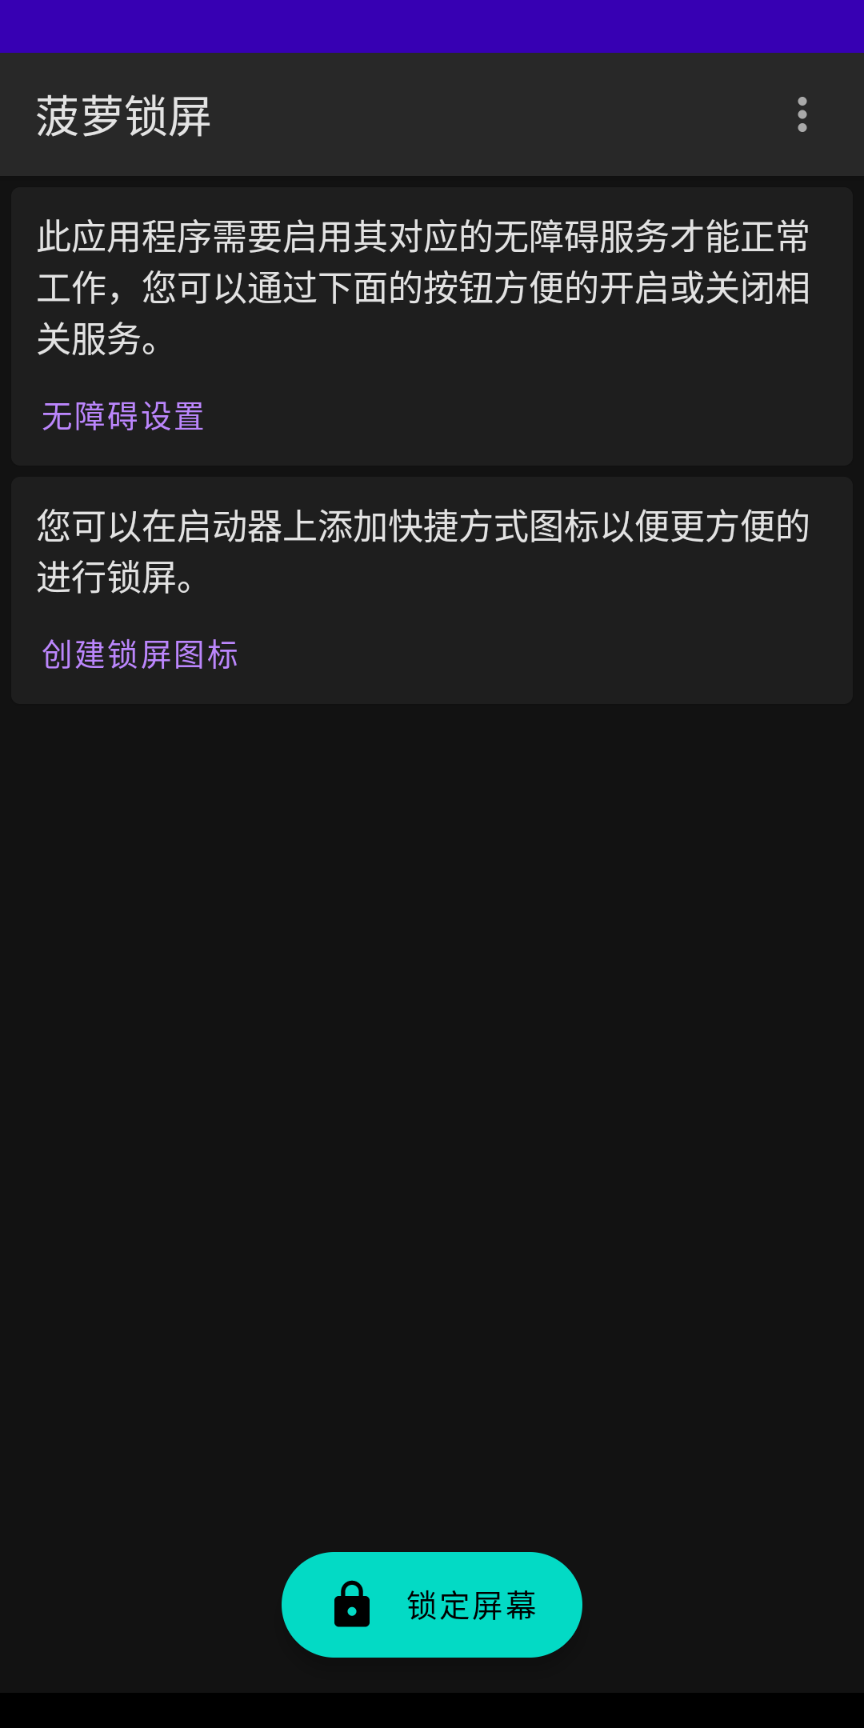 菠萝锁屏
此应用程序需要启用其对应的无障碍服务才能正常
工作，您可以通过下面的按钮方便的开启或关闭相
关服务。
无障碍设置
您可以在启动器上添加快捷方式图标以便更方便的
进行锁屏。
创建锁屏图标
锁定屏幕